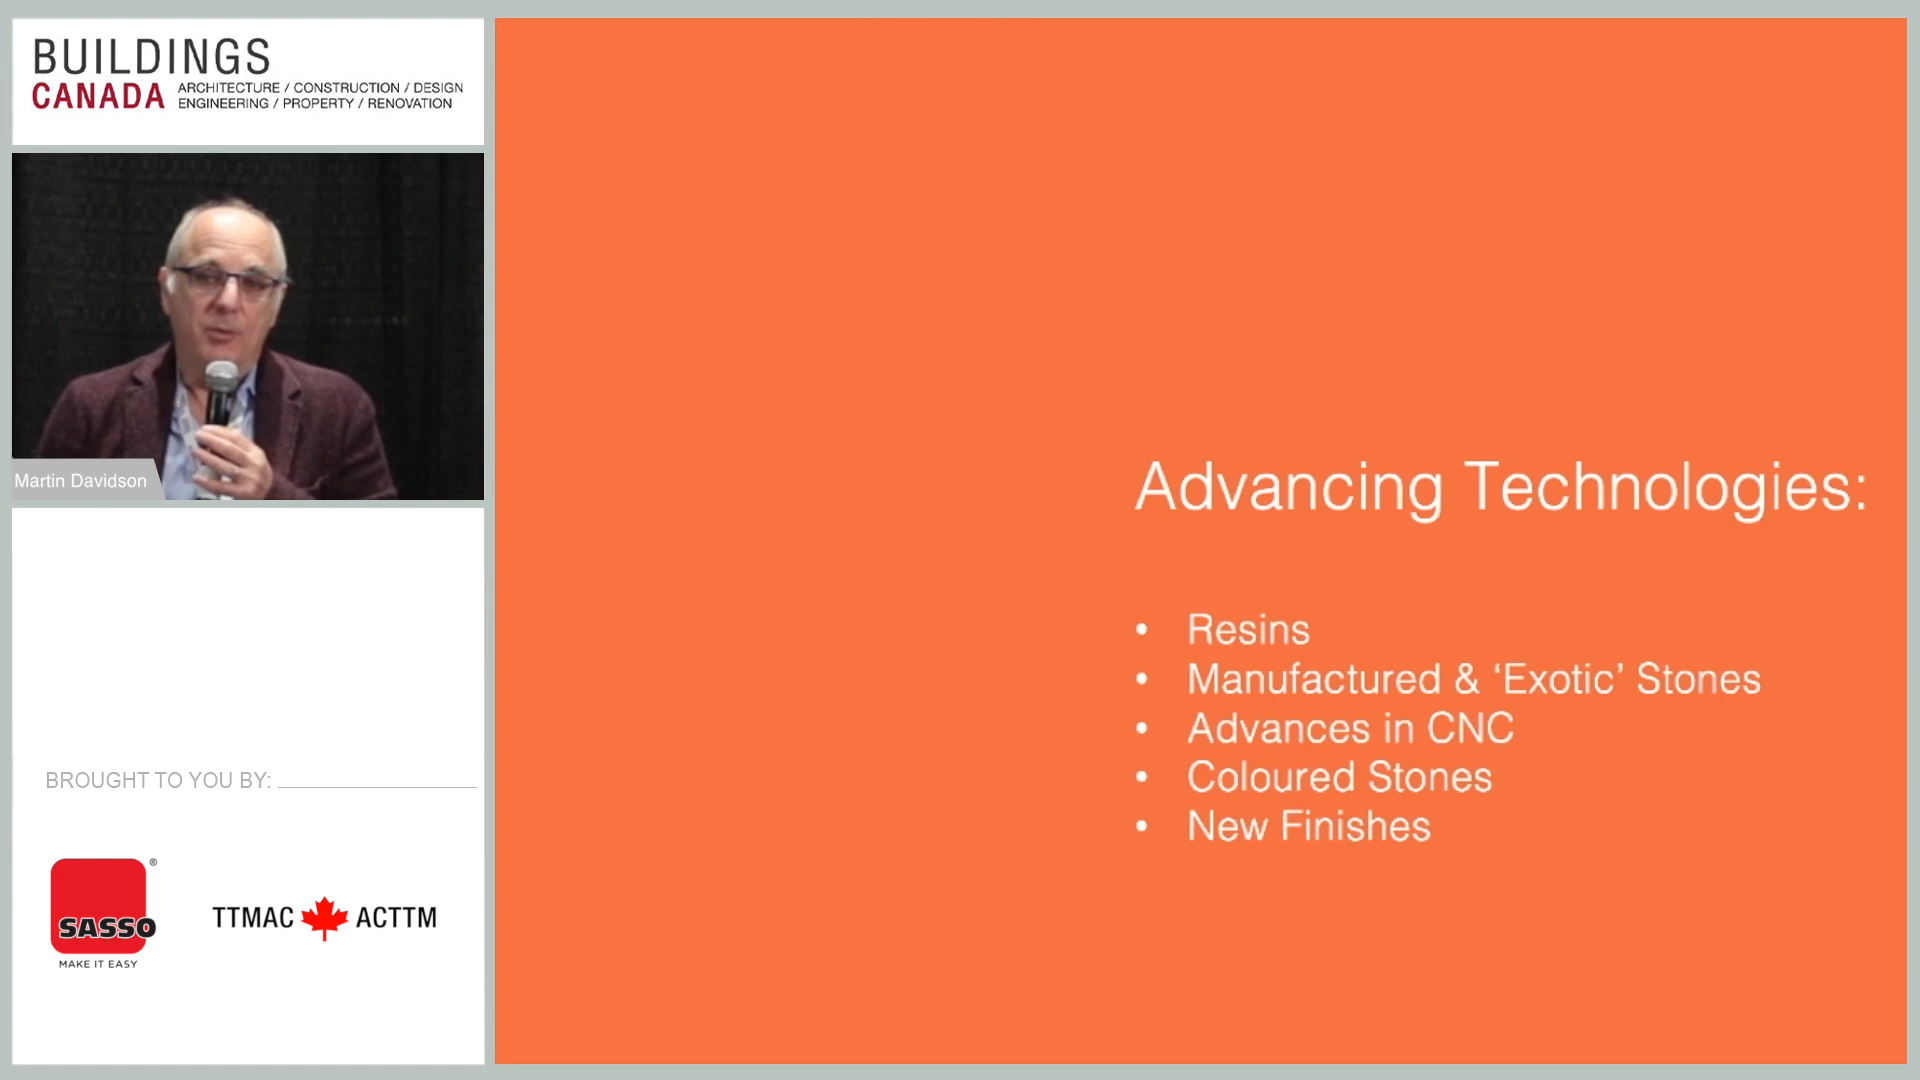 BUILDINGS
CANADA
ARCHITECTURE / CONSTRUCTION / DESIGN
ENGINEERING / PROPERTY / RENOVATION
Martin Davidson
BROUGHT TO YOU BY:
SASSO
®
MAKE IT EASY
TTMAC ACTTM
Advancing Technologies:
• Resins
• Manufactured & ‘Exotic’ Stones
• Advances in CNC
• Coloured Stones
• New Finishes